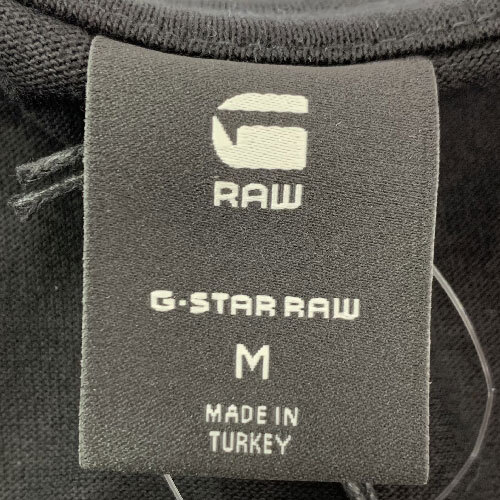 G
RAW
G-STAR RAW
M
MADE IN
TURKEY